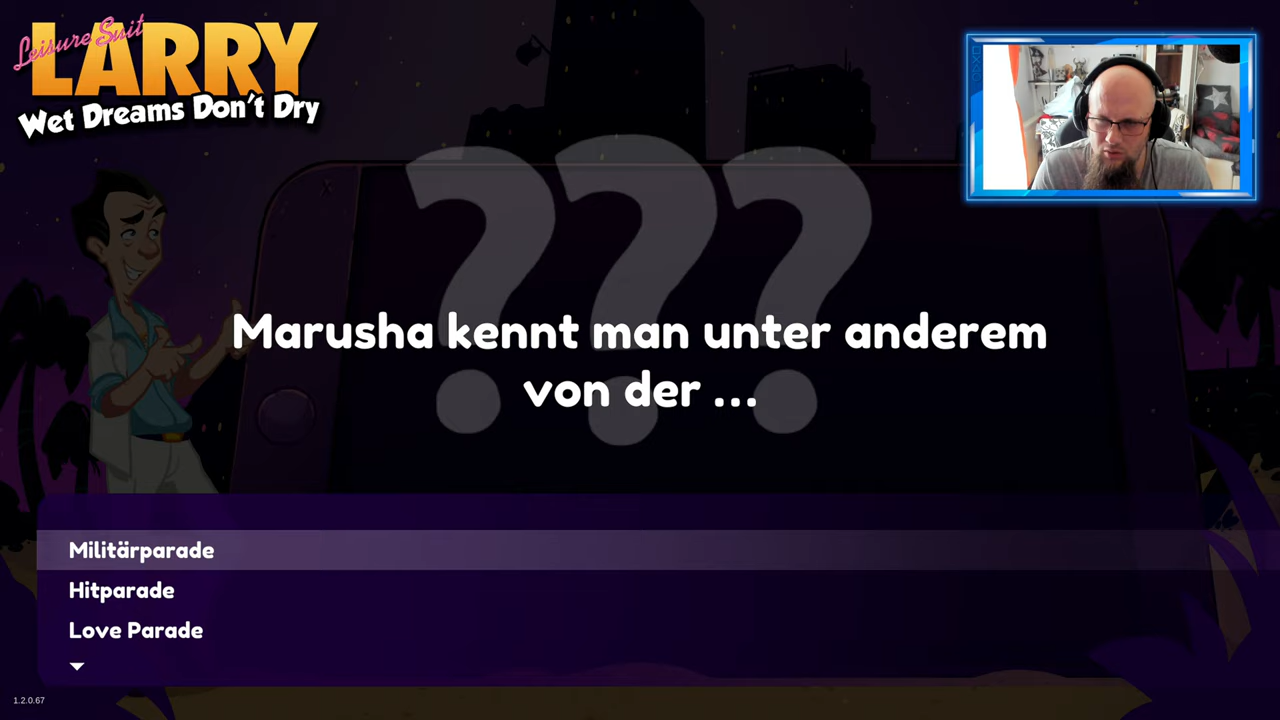 Leisure Suit
LARRY
Wet Dreams Don't Dry
???
Marusha kennt man unter anderem
von der ...
Militärparade
Hitparade
Love Parade
1.2.0.67